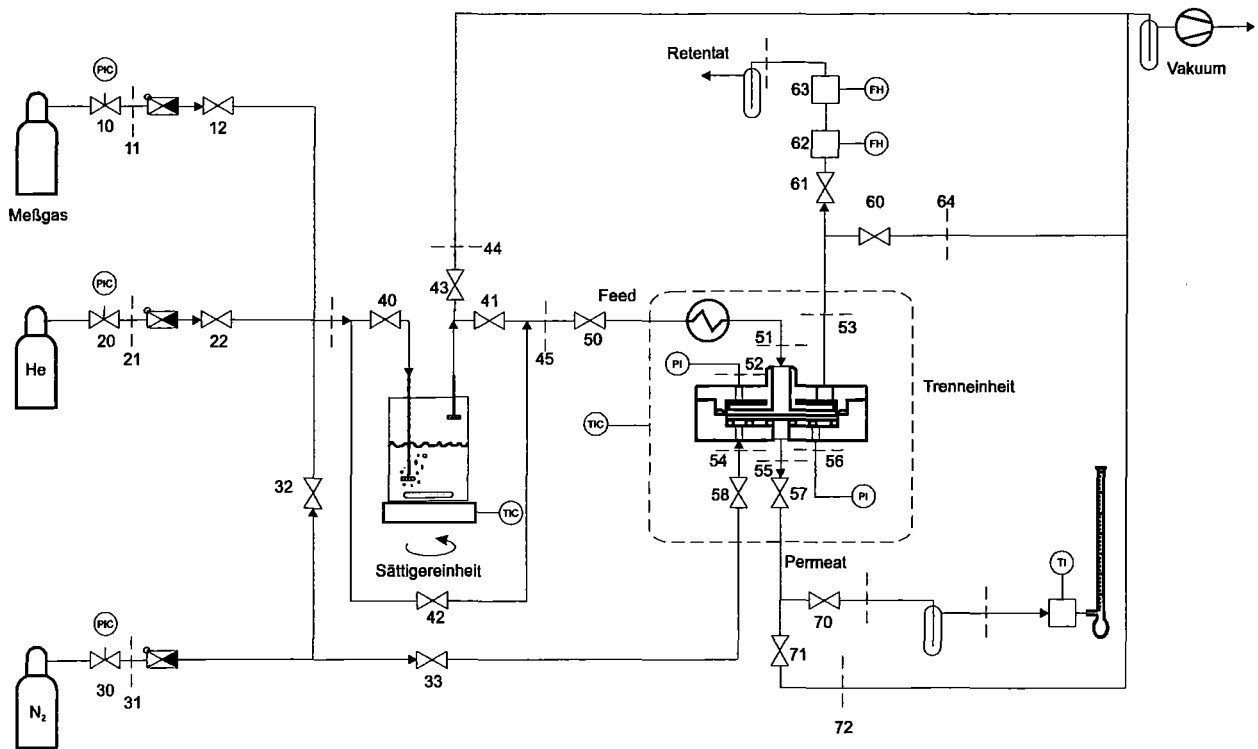 Vakuum
Retentat
63
FH
62
FH
61
60
64
PIC
10
11
12
Meßgas
44
43
PIC
20
21
22
He
40
41
45
Feed
50
51
52
53
PI
TIC
Trenneinheit
54
55
56
58
57
PI
32
TIC
Sättigereinheit
42
Permeat
TI
70
71
72
PIC
30
31
33
N₂